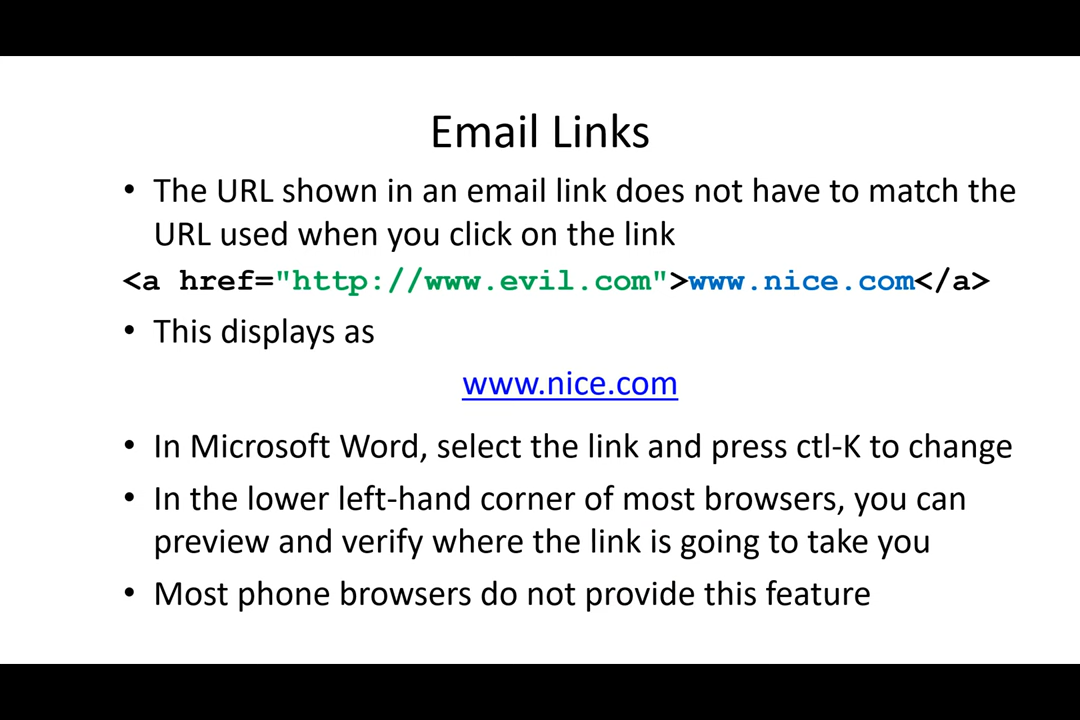 Email Links
• The URL shown in an email link does not have to match the
URL used when you click on the link
<a href="http://www.evil.com">www.nice.com</a>
• This displays as
www.nice.com
• In Microsoft Word, select the link and press ctl-K to change
• In the lower left-hand corner of most browsers, you can
preview and verify where the link is going to take you
• Most phone browsers do not provide this feature